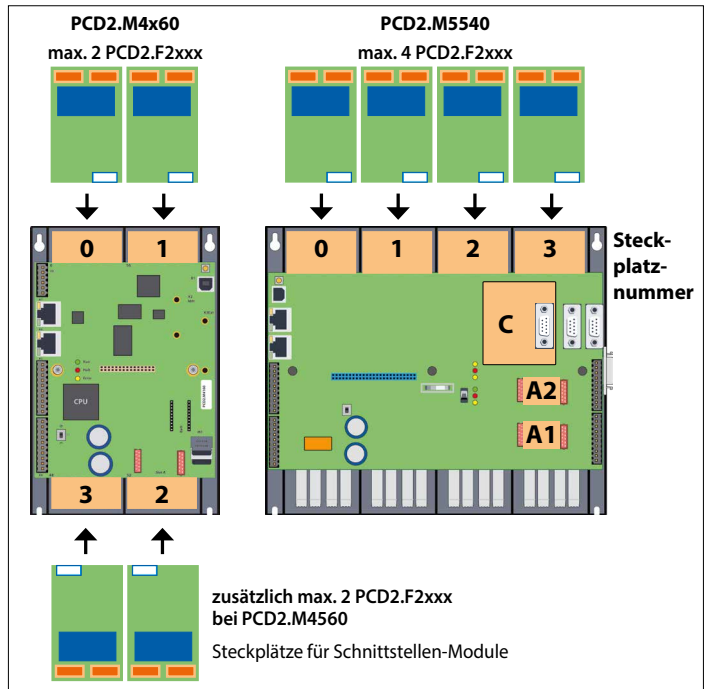 PCD2.M4x60
max. 2 PCD2.F2xxx
PCD2.M5540
max. 4 PCD2.F2xxx
0
1
0
1
2
3
Steck-
platz-
nummer
C
CPU
PCD2.M4160
A2
A1
3
2
zusätzlich max. 2 PCD2.F2xxx
bei PCD2.M4560
Steckplätze für Schnittstellen-Module